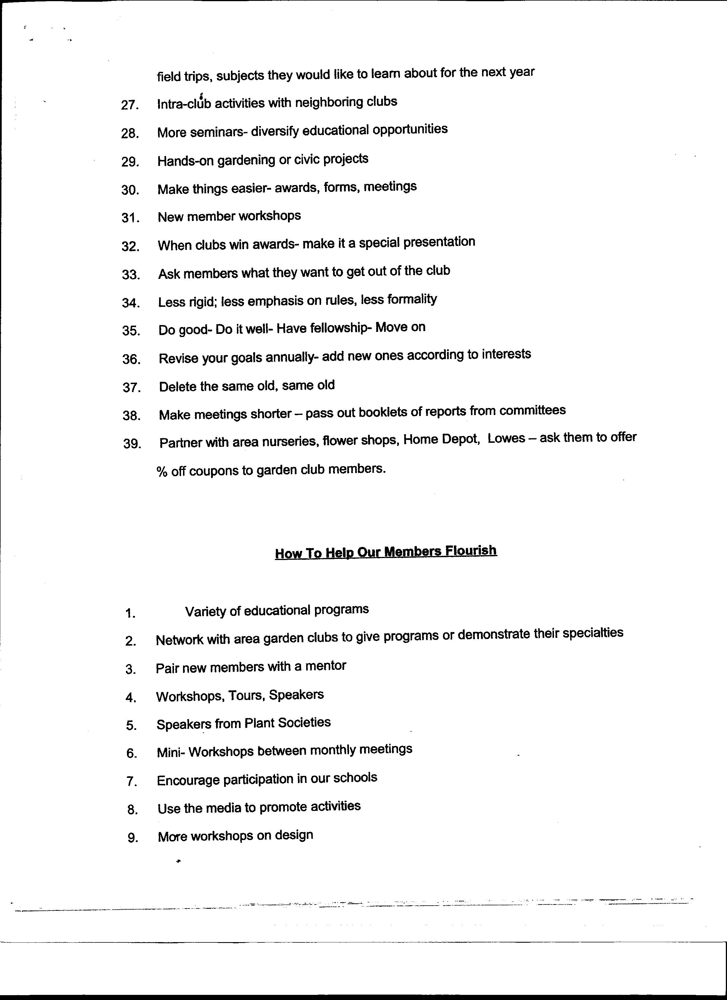 field trips, subjects they would like to learn about for the next year
27. Intra-club activities with neighboring clubs
28. More seminars- diversify educational opportunities
29. Hands-on gardening or civic projects
30. Make things easier- awards, forms, meetings
31. New member workshops
32. When clubs win awards- make it a special presentation
33. Ask members what they want to get out of the club
34. Less rigid; less emphasis on rules, less formality
35. Do good- Do it well- Have fellowship- Move on
36. Revise your goals annually- add new ones according to interests
37. Delete the same old, same old
38. Make meetings shorter – pass out booklets of reports from committees
39. Partner with area nurseries, flower shops, Home Depot, Lowes – ask them to offer
% off coupons to garden club members.
How To Help Our Members Flourish
1. Variety of educational programs
2. Network with area garden clubs to give programs or demonstrate their specialties
3. Pair new members with a mentor
4. Workshops, Tours, Speakers
5. Speakers from Plant Societies
6. Mini- Workshops between monthly meetings
7. Encourage participation in our schools
8. Use the media to promote activities
9. More workshops on design